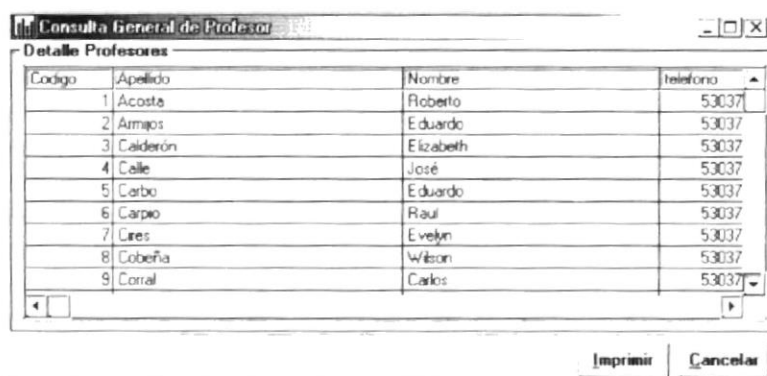 Consulta General de Profesor
Detalle Profesores
Codigo Apellido Nombre telefono
1 Acosta Roberto 53037
2 Armijos Eduardo 53037
3 Calderón Elizabeth 53037
4 Calle José 53037
5 Carbo Eduardo 53037
6 Carpio Raul 53037
7 Cires Evelyn 53037
8 Cobeña Wilson 53037
9 Corral Carlos 53037
Imprimir Cancelar